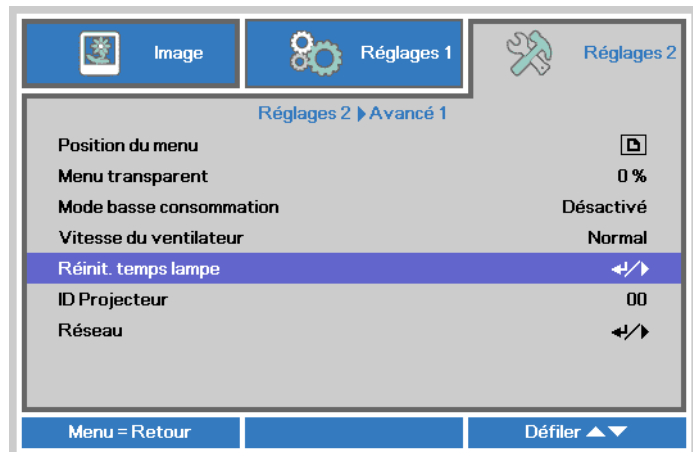 Image
Réglages 1
Réglages 2
Réglages 2 Avancé 1
Position du menu
Menu transparent 0 %
Mode basse consommation Désactivé
Vitesse du ventilateur Normal
Réinit. temps lampe
ID Projecteur 00
Réseau
Menu = Retour
Défiler